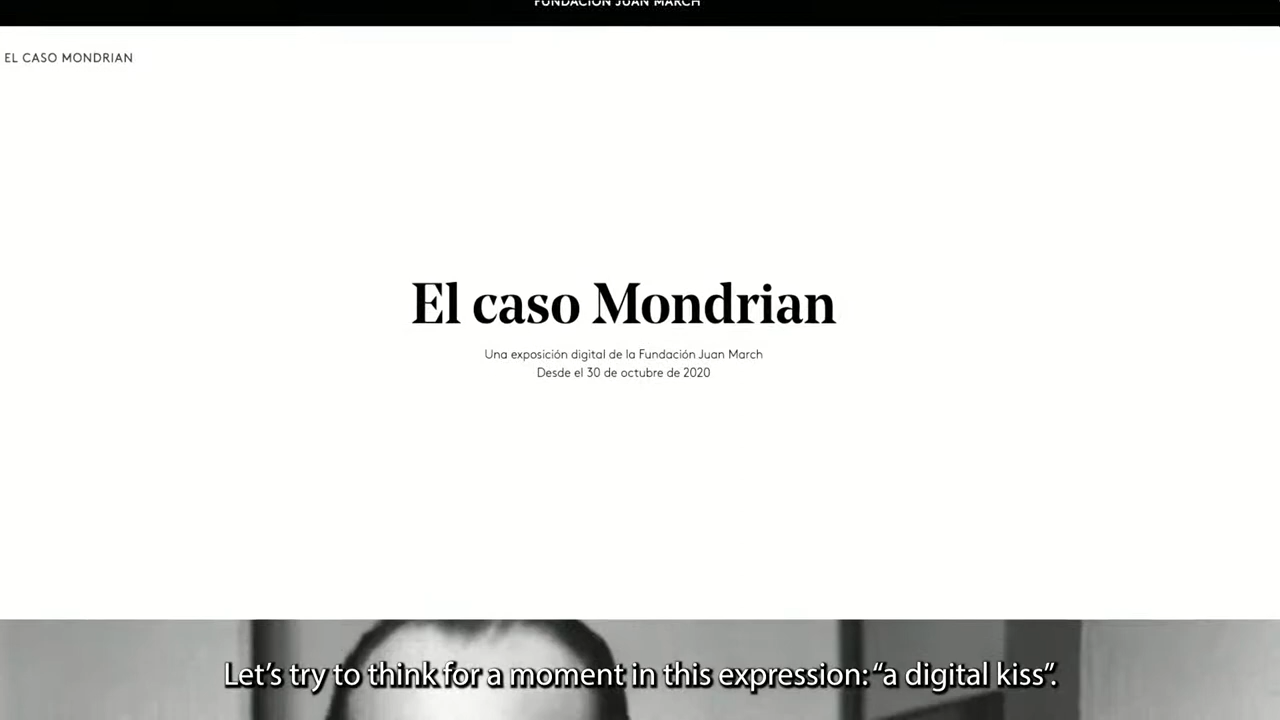 FUNDACIÓN JUAN MARCH
EL CASO MONDRIAN
El caso Mondrian
Una exposición digital de la Fundación Juan March
Desde el 30 de octubre de 2020
Let's try to think for a moment in this expression: “a digital kiss”.